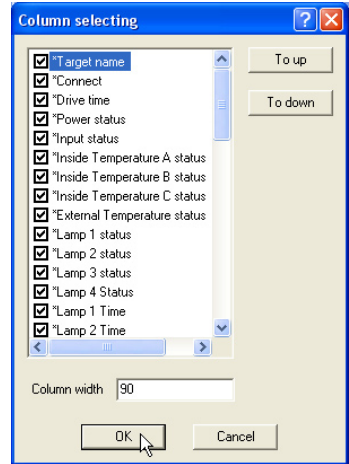 Column selecting
*Target name
*Connect
*Drive time
*Power status
*Input status
*Inside Temperature A status
*Inside Temperature B status
*Inside Temperature C status
*External Temperature status
*Lamp 1 status
*Lamp 2 status
*Lamp 3 status
*Lamp 4 Status
*Lamp 1 Time
*Lamp 2 Time
To up
To down
Column width 90
OK Cancel